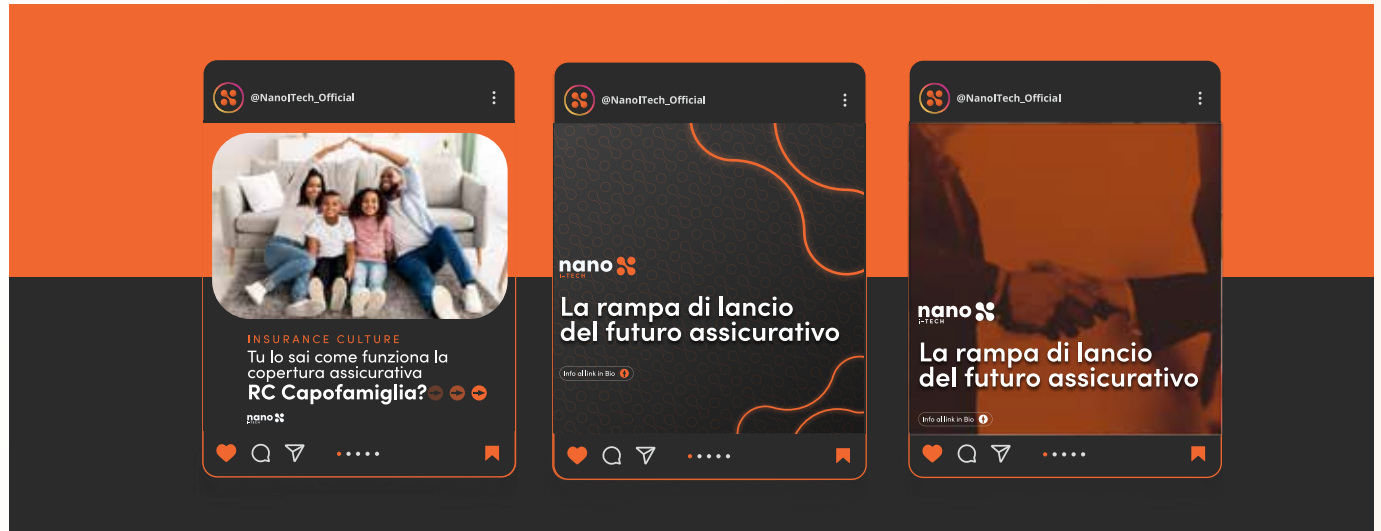 @NanoITech_Official
INSURANCE CULTURE
Tu lo sai come funziona la
copertura assicurativa
RC Capofamiglia?
nano
i-TECH
@NanoITech_Official
nano
i-TECH
La rampa di lancio
del futuro assicurativo
Info al link in Bio
@NanoITech_Official
nano
i-TECH
La rampa di lancio
del futuro assicurativo
Info al link in Bio